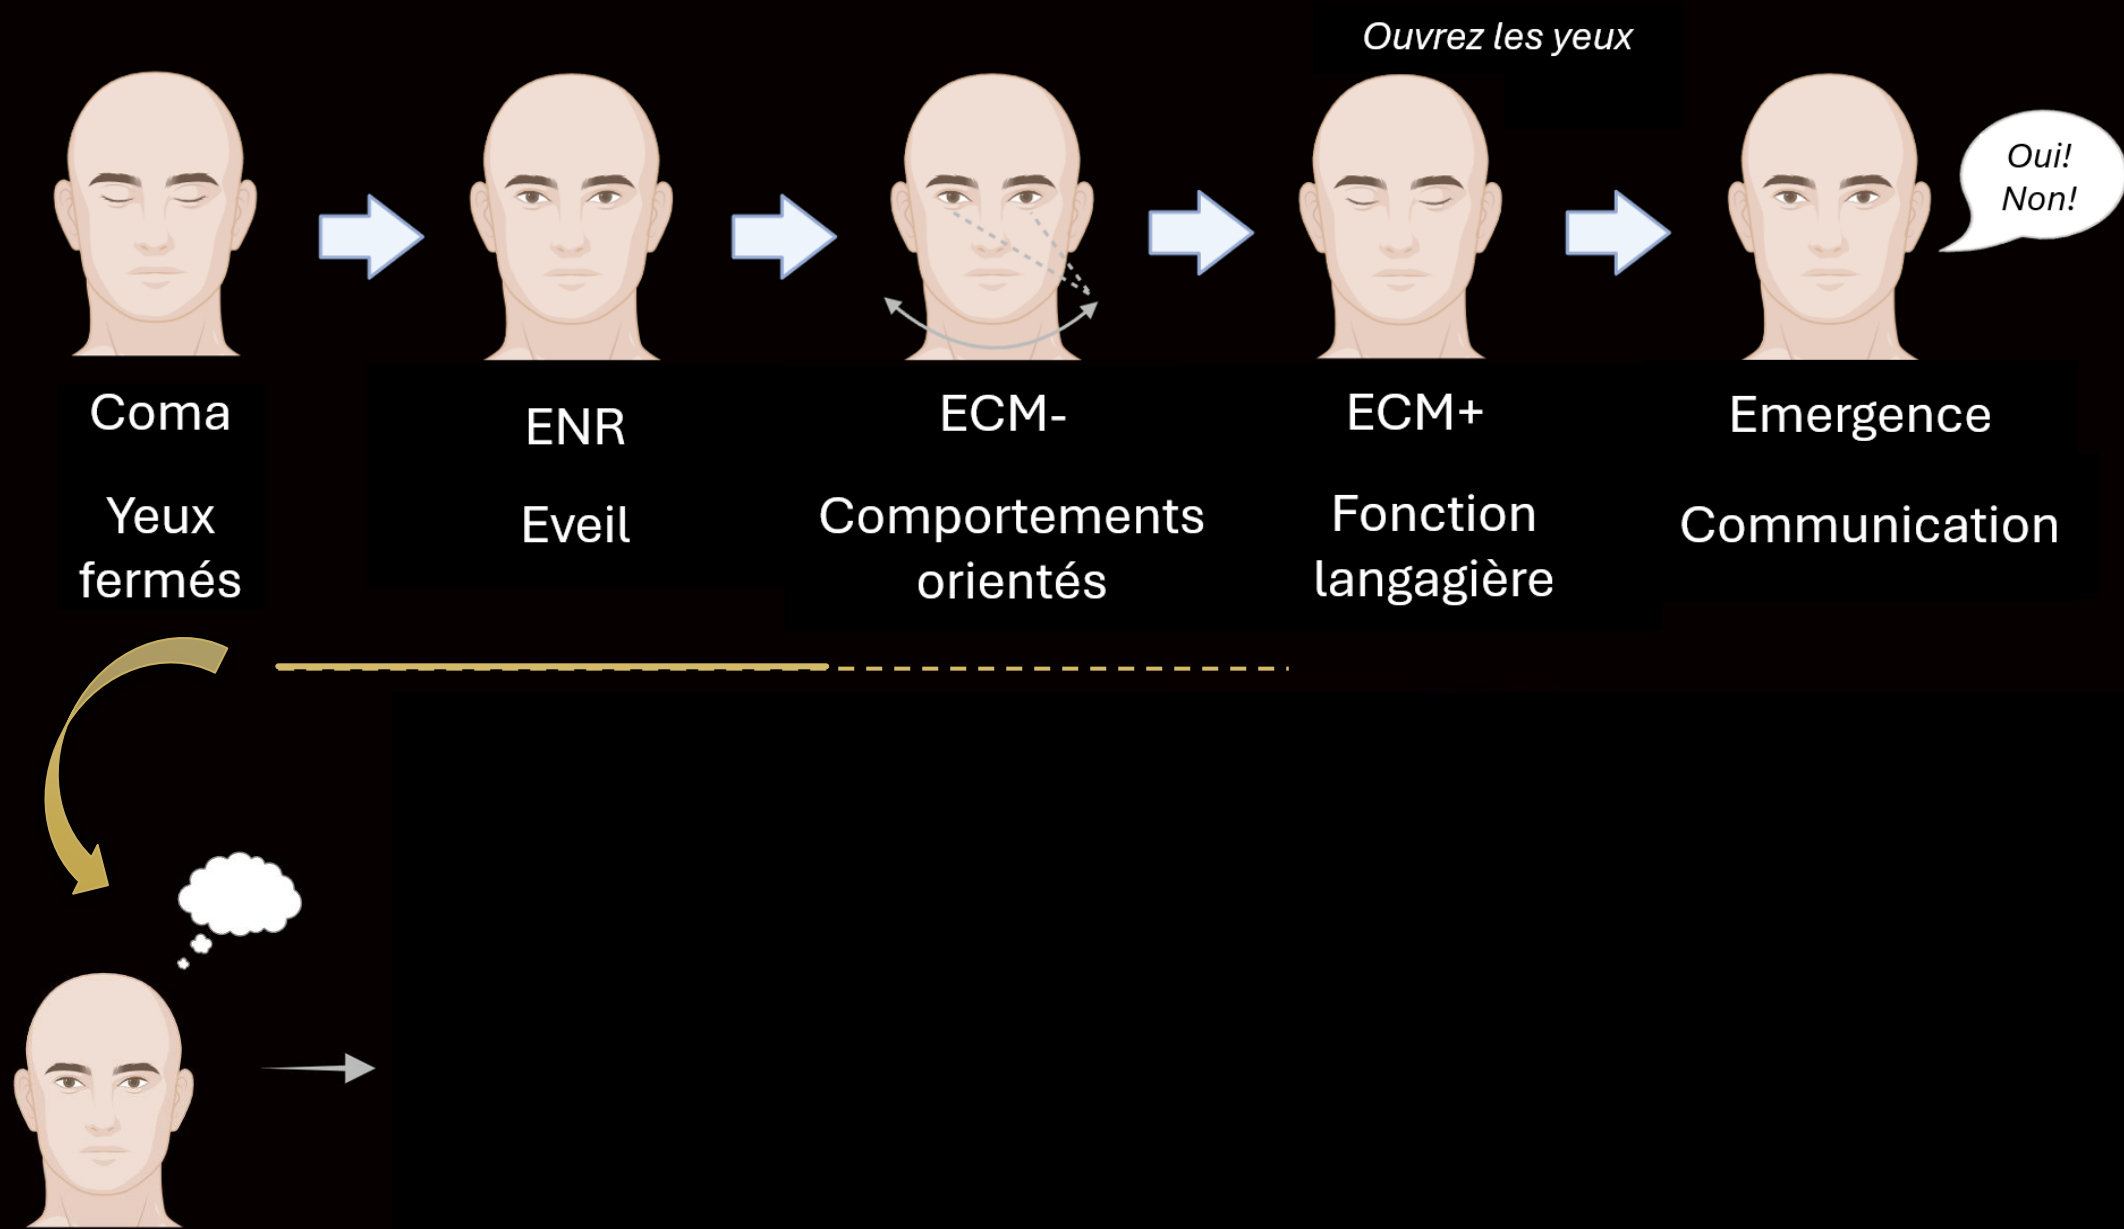 Ouvrez les yeux
Oui!
Non!
Coma
ENR
ECM-
ECM+
Emergence
Yeux
fermés
Eveil
Comportements
orientés
Fonction
langagière
Communication